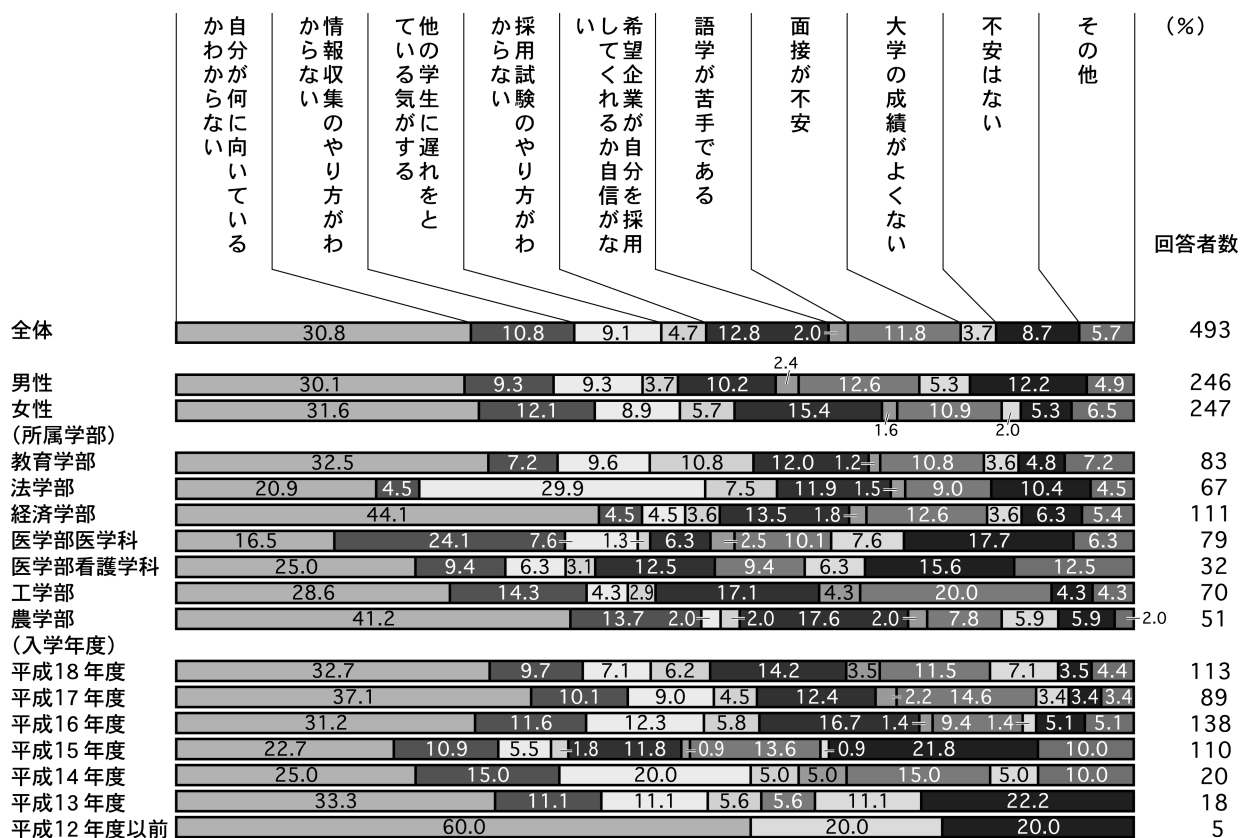 自分が何に向いている
かわからない
情報収集のやり方がわ
からない
他の学生に遅れをと
ている気がする
採用試験のやり方がわ
からない
希望企業が自分を採用
してくれるか自信がな
い
語学が苦手である
面接が不安
大学の成績がよくない
不安はない
その他
(%)
回答者数
全体 30.8 10.8 9.1 4.7 12.8 2.0 11.8 3.7 8.7 5.7 493
2.4
男性 30.1 9.3 9.3 3.7 10.2 12.6 5.3 12.2 4.9 246
女性 31.6 12.1 8.9 5.7 15.4 10.9 5.3 6.5 247
1.6 2.0
(所属学部)
教育学部 32.5 7.2 9.6 10.8 12.0 1.2 10.8 3.6 4.8 7.2 83
法学部 20.9 4.5 29.9 7.5 11.9 1.5 9.0 10.4 4.5 67
経済学部 44.1 4.5 4.5 3.6 13.5 1.8 12.6 3.6 6.3 5.4 111
医学部医学科 16.5 24.1 7.6 1.3 6.3 2.5 10.1 7.6 17.7 6.3 79
医学部看護学科 25.0 9.4 6.3 3.1 12.5 9.4 6.3 15.6 12.5 32
工学部 28.6 14.3 4.3 2.9 17.1 4.3 20.0 4.3 4.3 70
農学部 41.2 13.7 2.0 2.0 17.6 2.0 7.8 5.9 5.9 2.0 51
(入学年度)
平成18年度 32.7 9.7 7.1 6.2 14.2 3.5 11.5 7.1 3.5 4.4 113
平成17年度 37.1 10.1 9.0 4.5 12.4 2.2 14.6 3.4 3.4 3.4 89
平成16年度 31.2 11.6 12.3 5.8 16.7 1.4 9.4 1.4 5.1 5.1 138
平成15年度 22.7 10.9 5.5 1.8 11.8 0.9 13.6 0.9 21.8 10.0 110
平成14年度 25.0 15.0 20.0 5.0 5.0 15.0 5.0 10.0 20
平成13年度 33.3 11.1 11.1 5.6 5.6 11.1 22.2 18
平成12年度以前 60.0 20.0 20.0 5